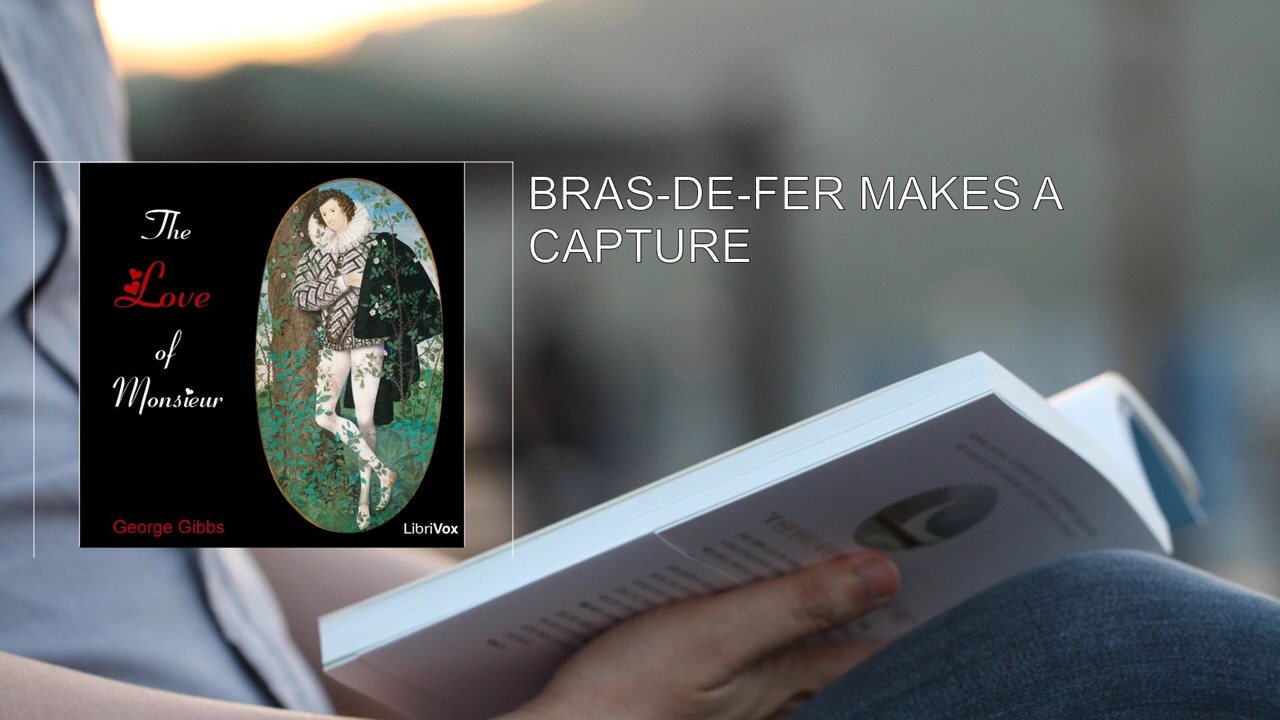 The
Love
of
Monsieur
George Gibbs
LibriVox
BRAS-DE-FER MAKES A
CAPTURE